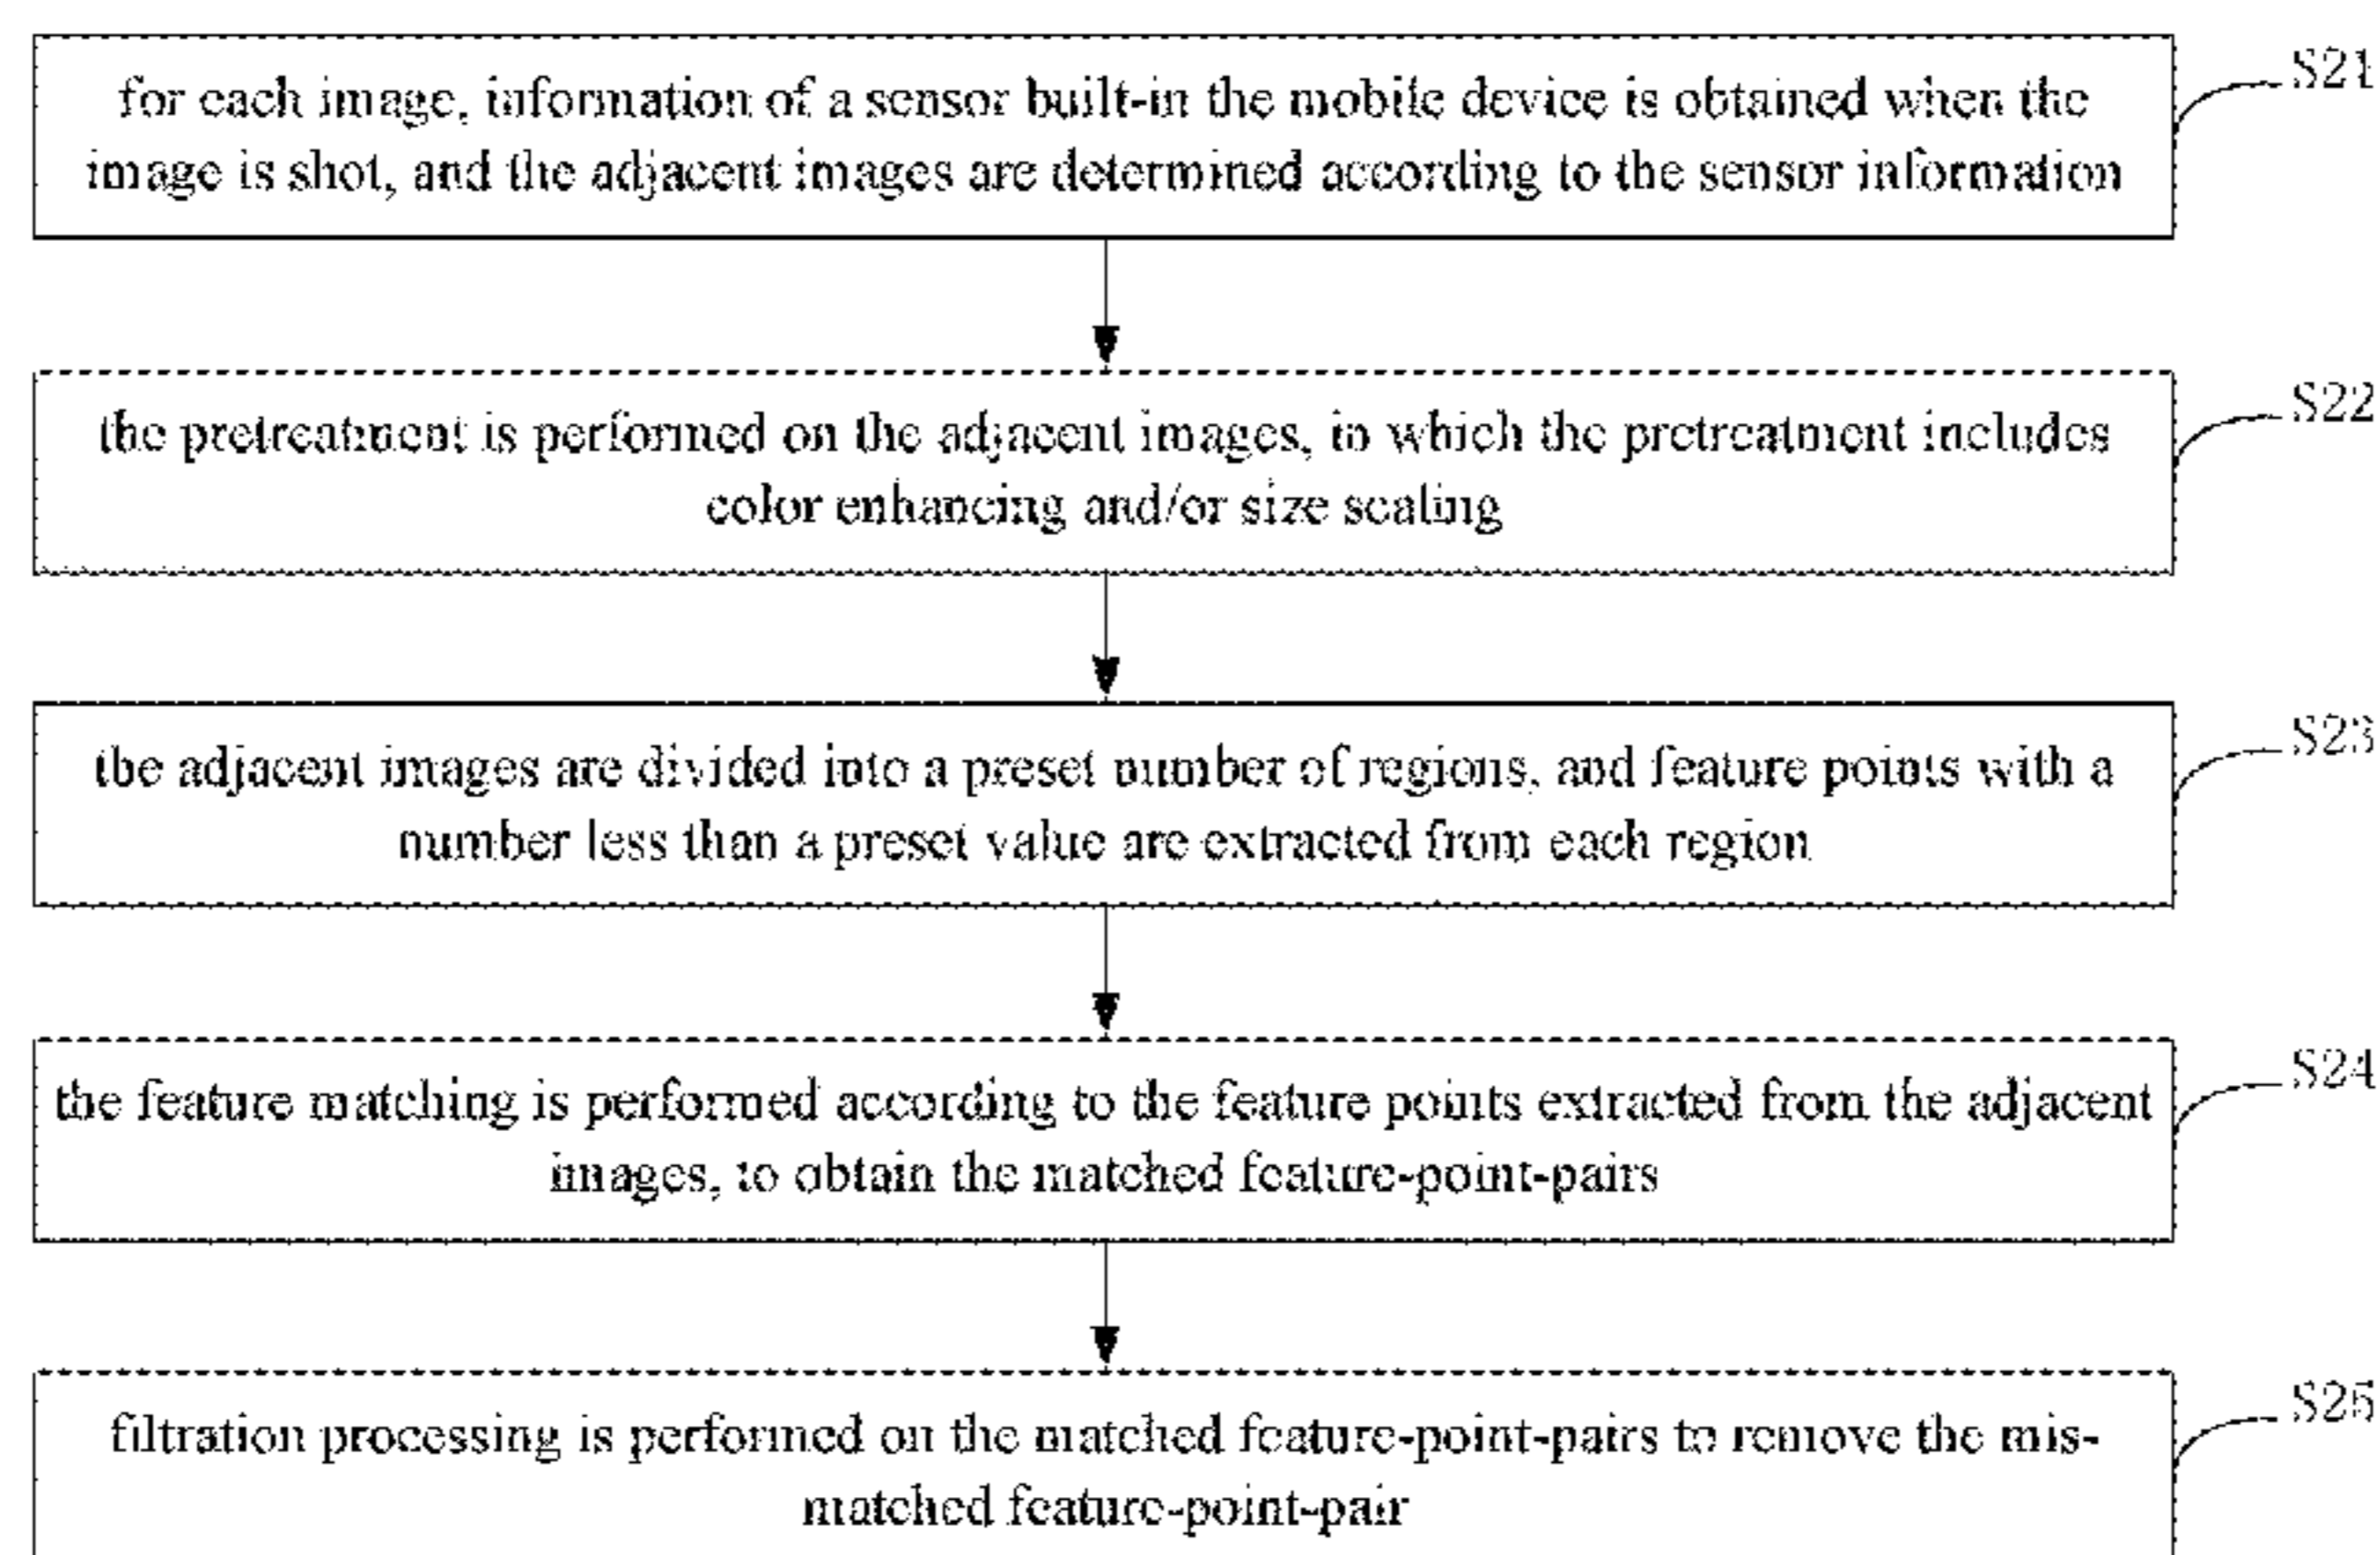 for each image, information of a sensor built-in the mobile device is obtained when the
image is shot, and the adjacent images are determined according to the sensor information
S21
the pretreatment is performed on the adjacent images, in which the pretreatment includes
color enhancing and/or size scaling
S22
the adjacent images are divided into a preset number of regions, and feature points with a
number less than a preset value are extracted from each region
S23
the feature matching is performed according to the feature points extracted from the adjacent
images, to obtain the matched feature-point-pairs
S24
filtration processing is performed on the matched feature-point-pairs to remove the mis-
matched feature-point-pair
S25